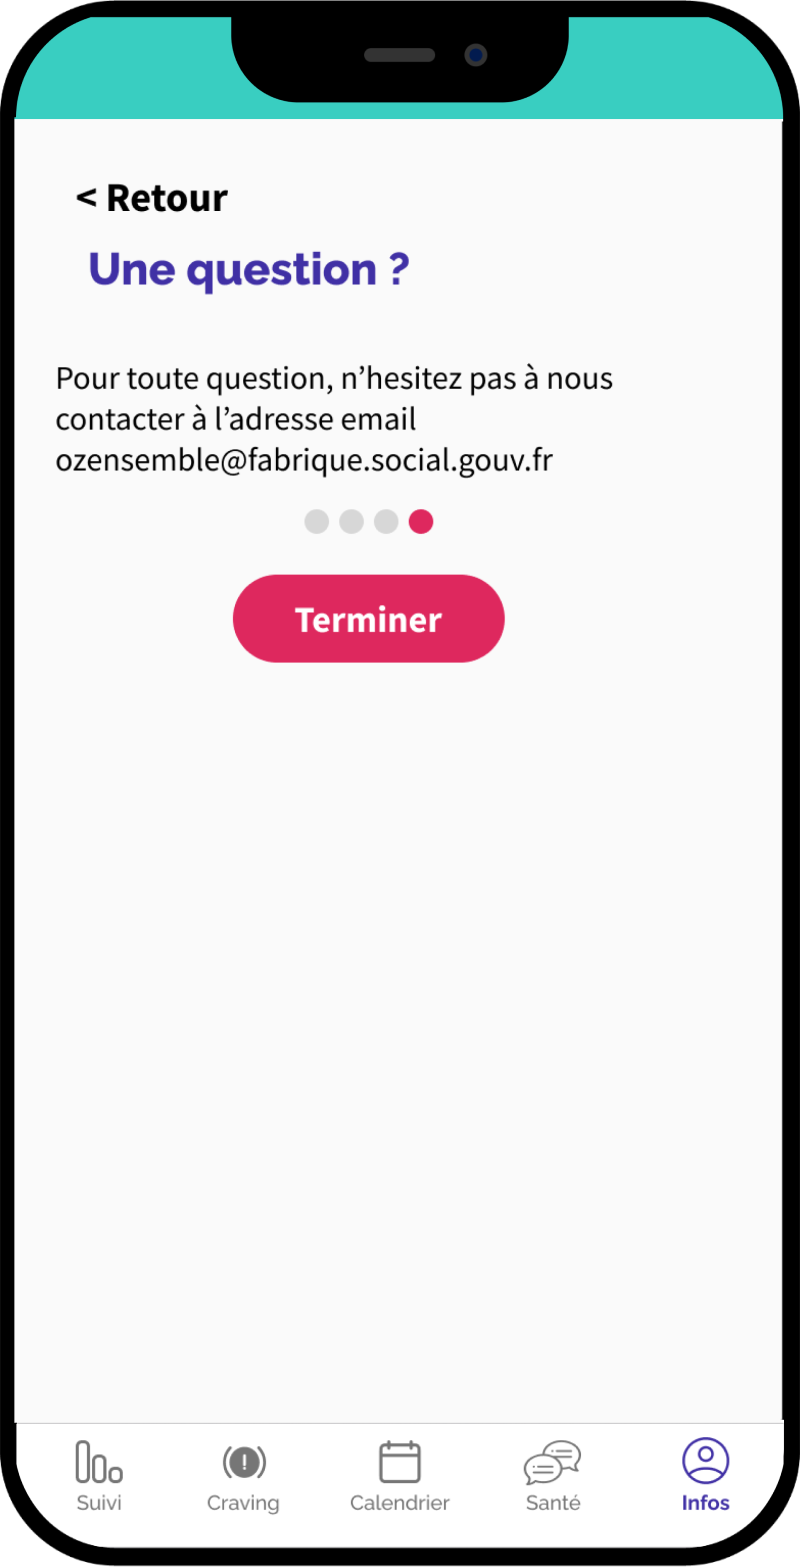 < Retour
Une question ?
Pour toute question, n’hesitez pas à nous
contacter à l’adresse email
ozensemble@fabrique.social.gouv.fr
Terminer
Suivi
Craving
Calendrier
Santé
Infos